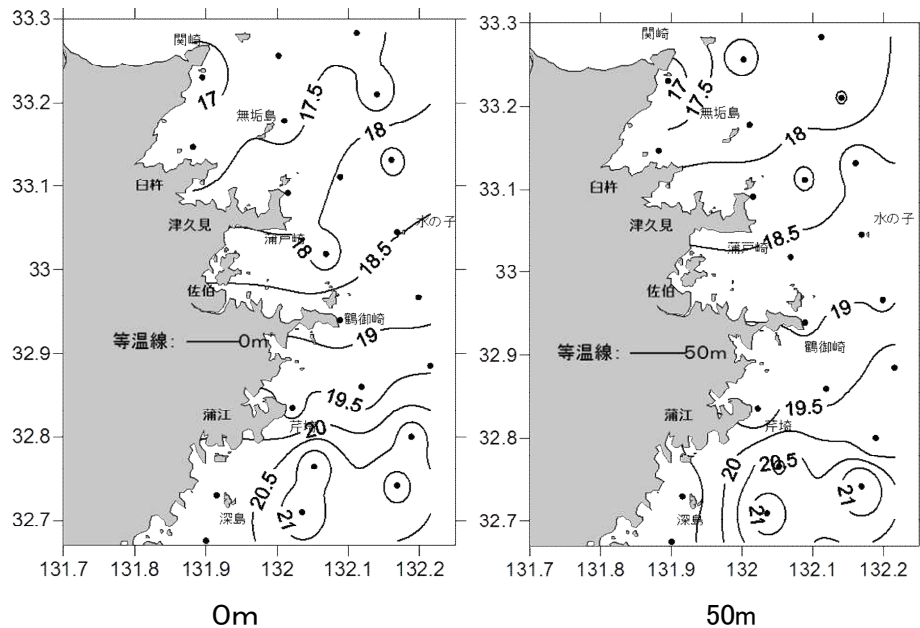 33.3
33.2
33.1
33
32.9
32.8
32.7
131.7
131.8
131.9
132
132.1
132.2
関崎
17
17.5
無垢島
18
臼杵
津久見
水の子
蒲戸崎
18
18.5
佐伯
鶴御崎
等温線: 0m
19
19.5
蒲江
芹埼
20
20.5
21
深島
0m
33.3
33.2
33.1
33
32.9
32.8
32.7
131.7
131.8
131.9
132
132.1
132.2
関崎
17
17.5
無垢島
18
臼杵
津久見
水の子
蒲戸崎
18.5
佐伯
19
鶴御崎
等温線: 50m
19.5
蒲江
芹埼
20
20.5
21
21
深島
50m